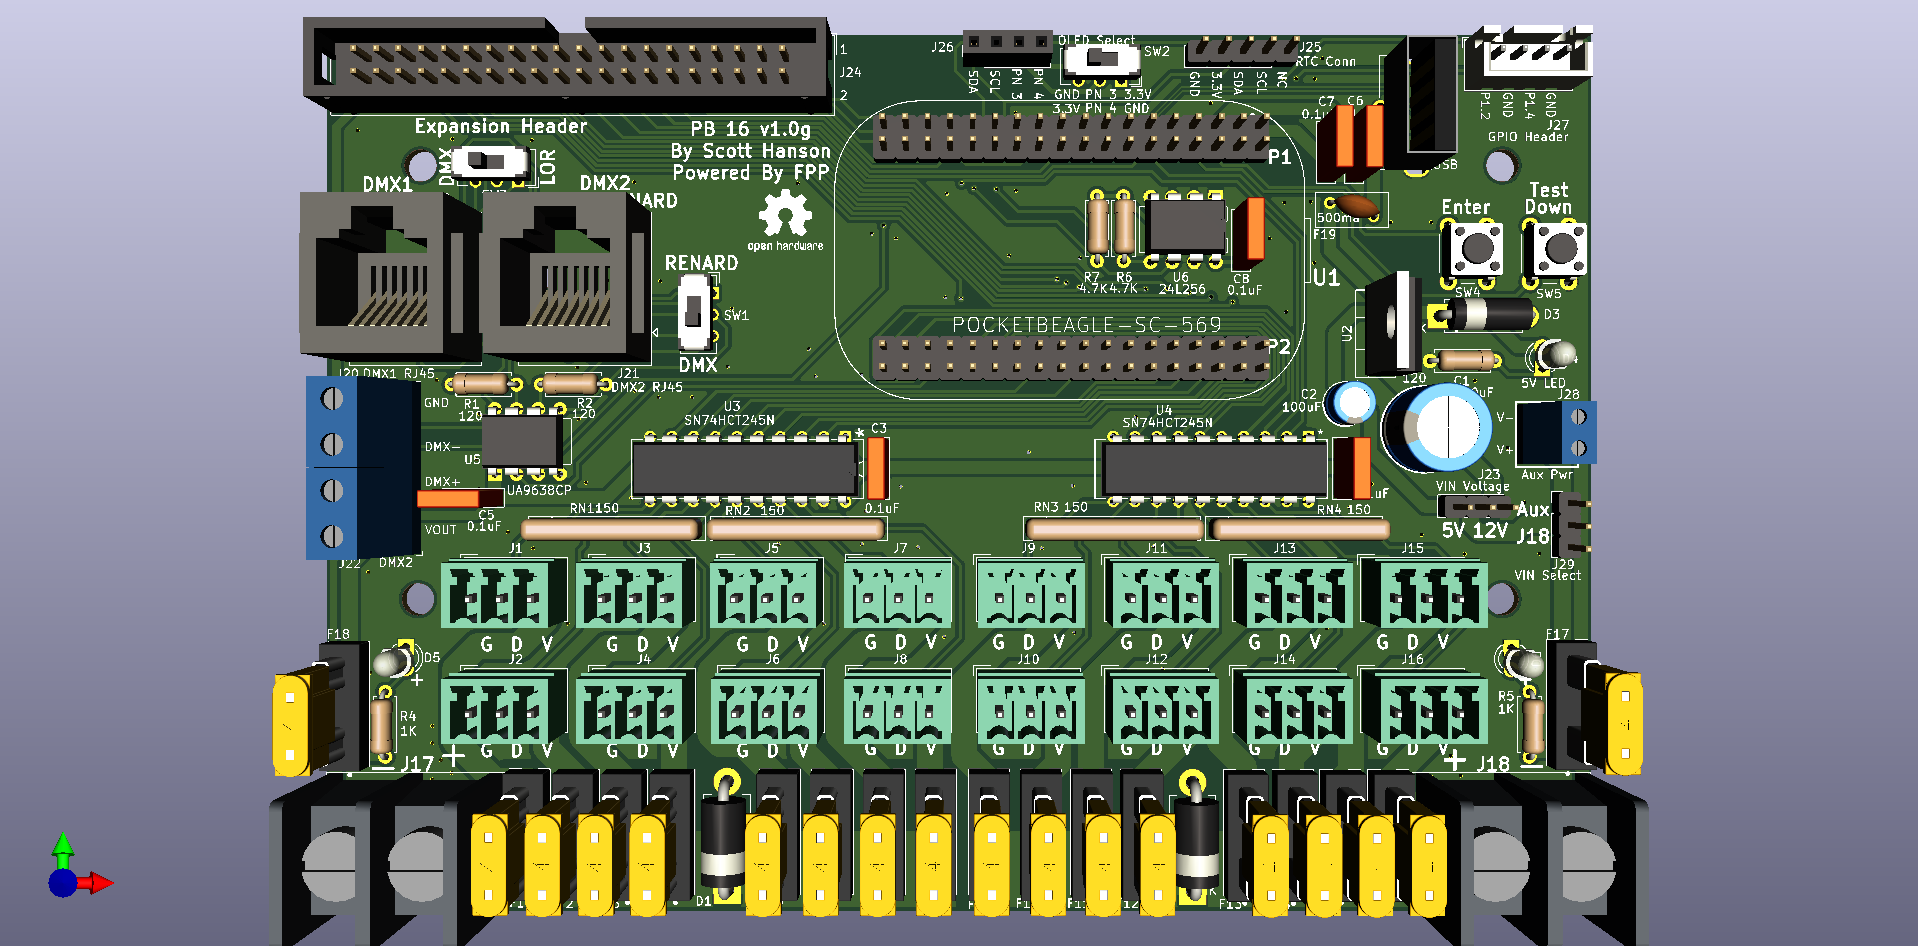 1
J24
2
J26
SDA
SCL
PN 3
PN 4
OLED Select
SW2
GND PN 3 3.3V
3.3V PN 4 GND
J25
RTC Conn
GND
3.3V
SDA
SCL
NC
P1.2
GND
P1.4
GND
J27
GPIO Header
Expansion Header
DMX
LOR
PB 16 v1.0g
By Scott Hanson
Powered By FPP
open hardware
P1
C7
C6
DMX1
DMX2
RENARD
SW1
DMX
R7
4.7K
R6
4.7K
U6
24L256
C8
0.1uF
U1
500ma
F19
Enter
Test
Down
SW4
SW5
POCKETBEAGLE-SC-569
P2
U2
D3
5V LED
C1
120
C2
100uF
J28
V-
V+
Aux Pwr
J20 DMX1 RJ45
J21
DMX2 RJ45
R1
120
R2
120
GND
DMX-
DMX+
VOUT
J22
DMX2
U5
UA9638CP
C5
0.1uF
U3
SN74HCT245N
C3
0.1uF
U4
SN74HCT245N
J23
VIN Voltage
5V 12V
Aux
J18
J29
VIN Select
RN1 150
RN2 150
RN3 150
RN4 150
J1
J3
J5
J7
J9
J11
J13
J15
G D V
G D V
G D V
G D V
G D V
G D V
G D V
G D V
J2
J4
J6
J8
J10
J12
J14
J16
G D V
G D V
G D V
G D V
G D V
G D V
G D V
G D V
F18
D5
+
R4
1K
J17
+
F17
R5
1K
+ J18
D1